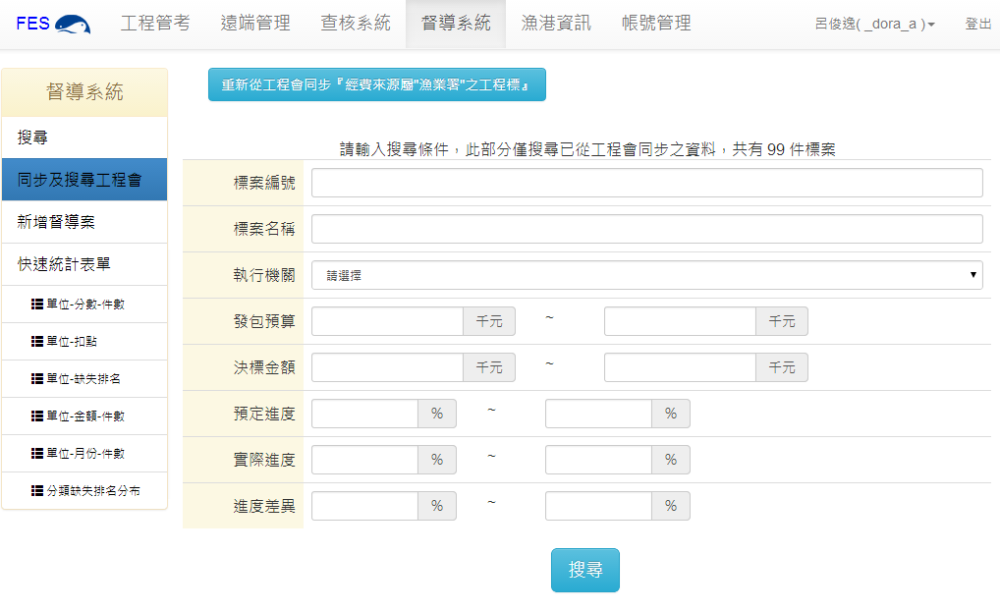 FES 工程管考 遠端管理 查核系統 督導系統 漁港資訊 帳號管理 呂俊逸( _dora_a ) 登出
督導系統
搜尋
同步及搜尋工程會
新增督導案
快速統計表單
單位-分數-件數
單位-扣點
單位-缺失排名
單位-金額-件數
單位-月份-件數
分類缺失排名分布
重新從工程會同步『經費來源屬"漁業署"之工程標』
請輸入搜尋條件，此部分僅搜尋已從工程會同步之資料，共有 99 件標案
標案編號
標案名稱
執行機關 請選擇
發包預算 千元 ~ 千元
決標金額 千元 ~ 千元
預定進度 % ~ %
實際進度 % ~ %
進度差異 % ~ %
搜尋